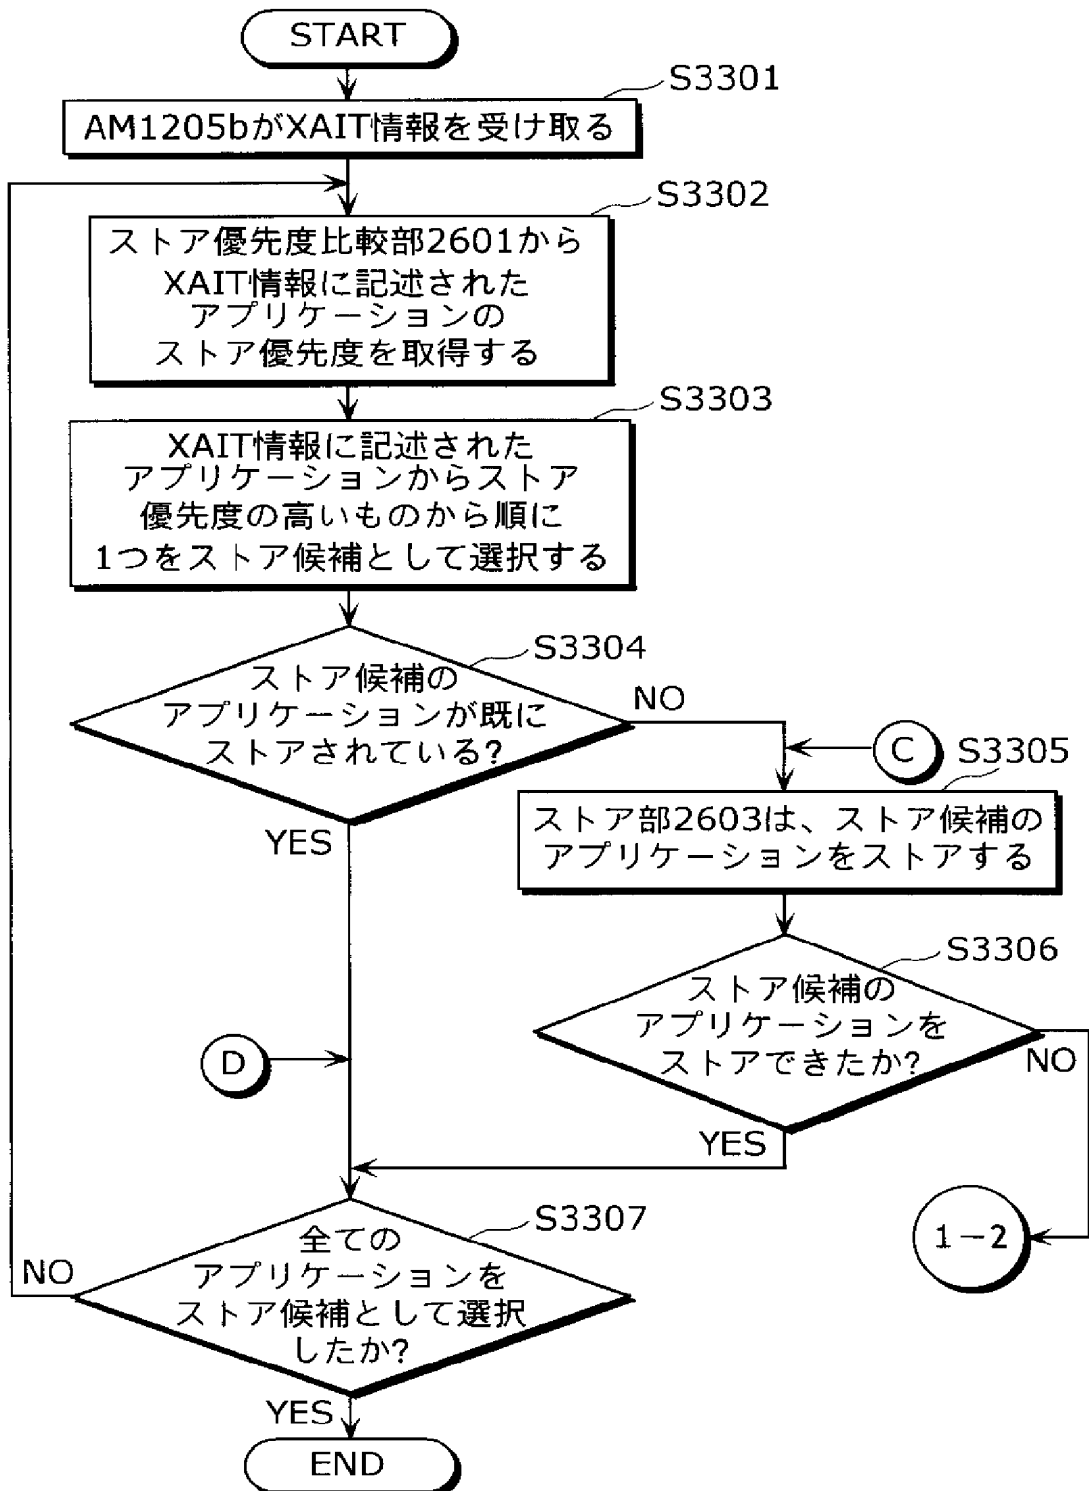 START
S3301
AM1205bがXAIT情報を受け取る
S3302
ストア優先度比較部2601から
XAIT情報に記述された
アプリケーションの
ストア優先度を取得する
S3303
XAIT情報に記述された
アプリケーションからストア
優先度の高いものから順に
1つをストア候補として選択する
S3304
ストア候補の
アプリケーションが既に
ストアされている?
NO
YES
C
S3305
ストア部2603は、ストア候補の
アプリケーションをストアする
S3306
ストア候補の
アプリケーションを
ストアできたか?
NO
YES
D
1-2
S3307
全ての
アプリケーションを
ストア候補として選択
したか?
NO
YES
END